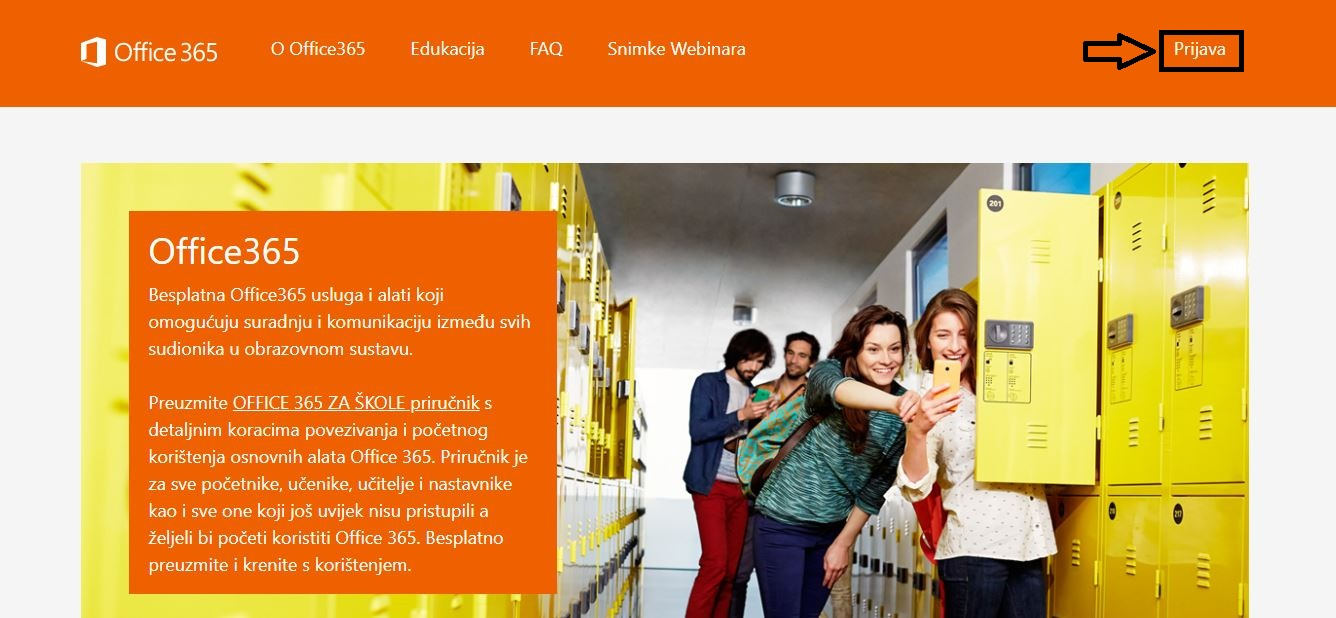 Office 365
O Office365
Edukacija
FAQ
Snimke Webinara
Prijava
Office365
Besplatna Office365 usluga i alati koji
omogućuju suradnju i komunikaciju između svih
sudionika u obrazovnom sustavu.
Preuzmite OFFICE 365 ZA ŠKOLE priručnik s
detaljnim koracima povezivanja i početnog
korištenja osnovnih alata Office 365. Priručnik je
za sve početnike, učenike, učitelje i nastavnike
kao i sve one koji još uvijek nisu pristupili a
željeli bi početi koristiti Office 365. Besplatno
preuzmite i krenite s korištenjem.
201
217